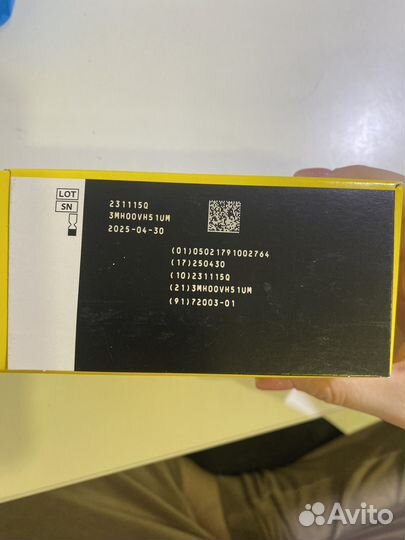 LOT
SN
231115Q
3MH00VH51UM
2025-04-30
(01)05021791002764
(17)250430
(10)231115Q
(21)3MH00VH51UM
(91)72003-01
Avito